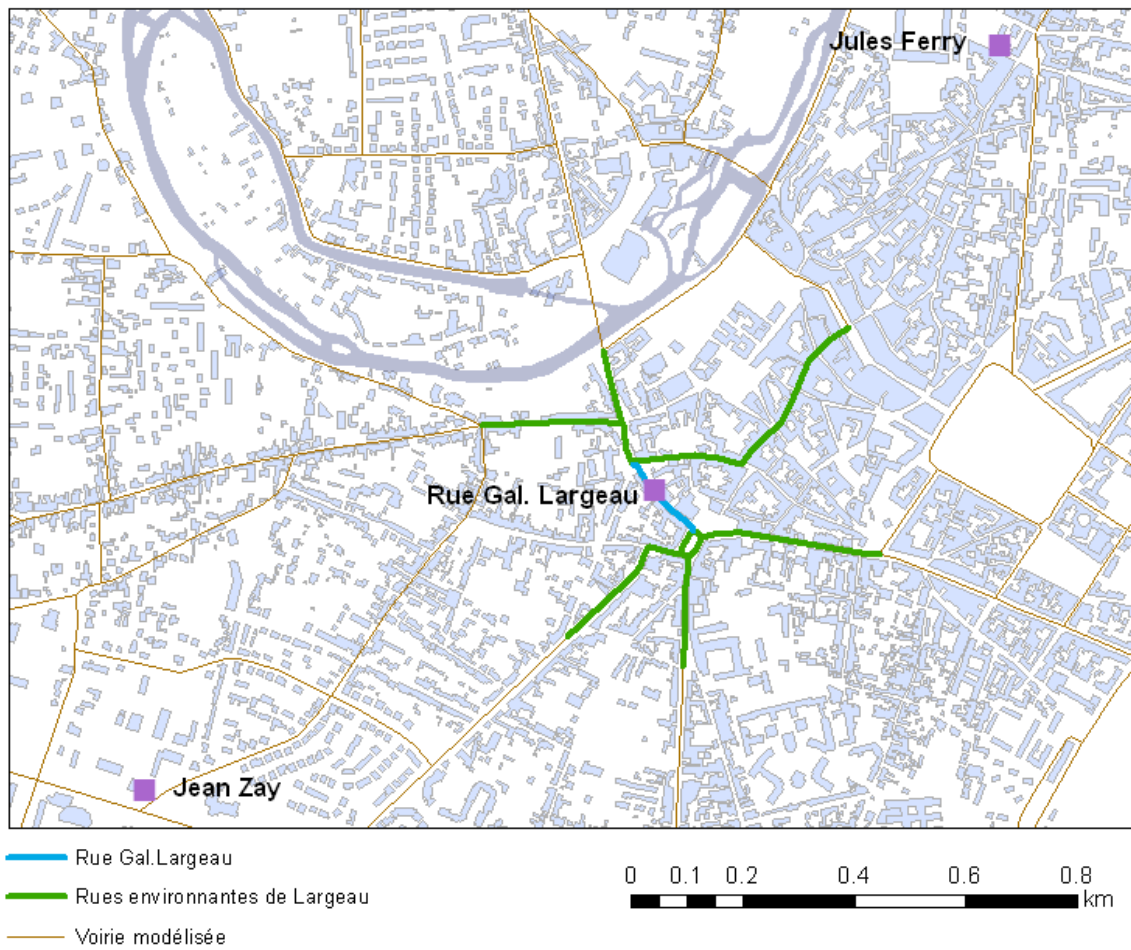 Jules Ferry
Rue Gal. Largeau
Jean Zay
Rue Gal.Largeau
Rues environnantes de Largeau
Voirie modélisée
0 0.1 0.2 0.4 0.6 0.8
km